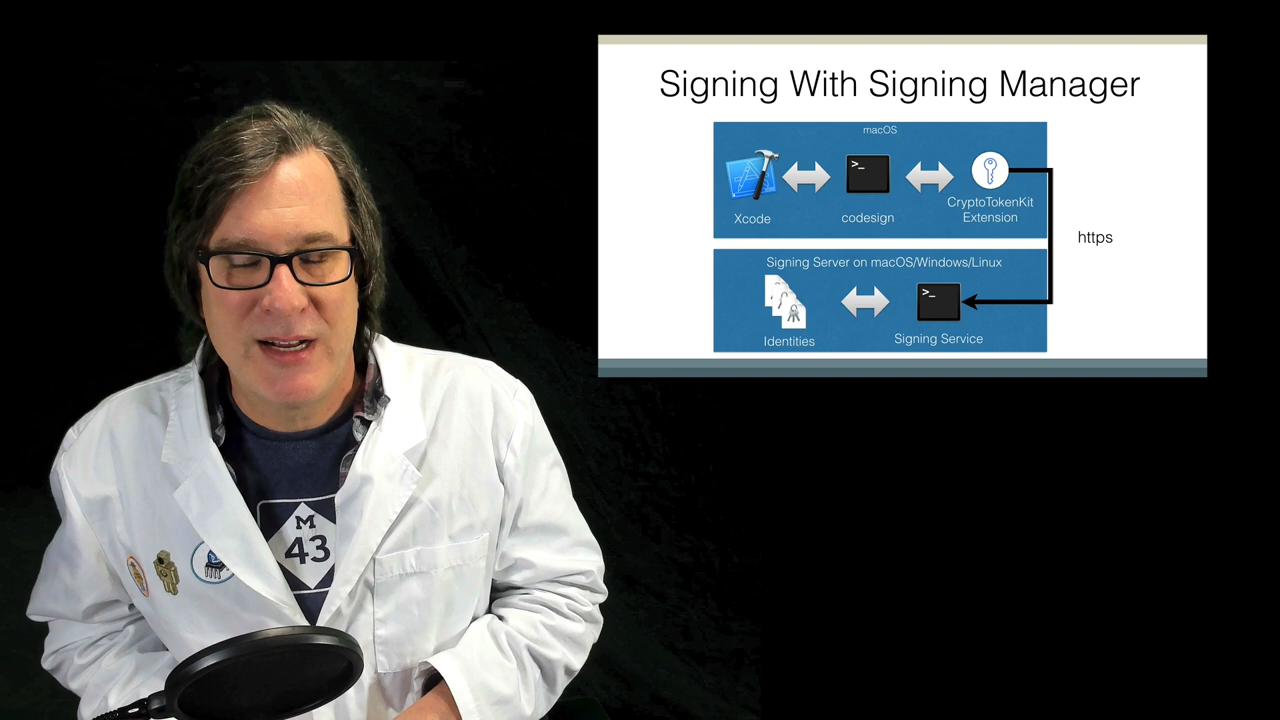 Signing With Signing Manager
macOS
>_
Xcode
codesign
CryptoTokenKit
Extension
https
Signing Server on macOS/Windows/Linux
>_
Identities
Signing Service
M
43